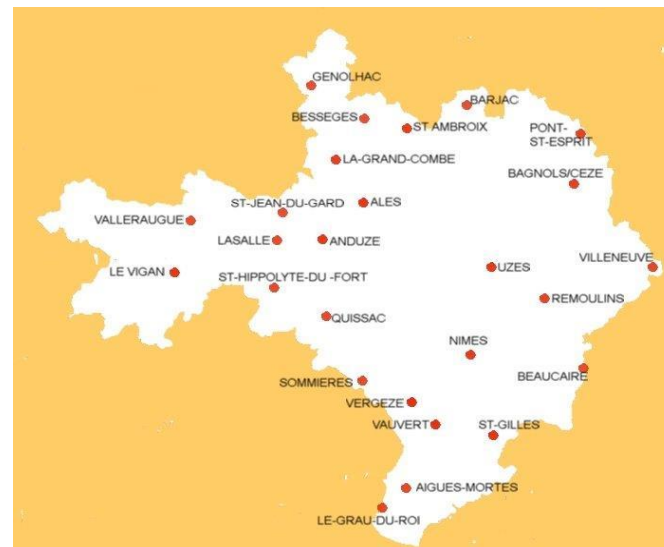 GENOLHAC
BARJAC
BESSEGES
ST AMBROIX
PONT-
ST-ESPRIT
LA-GRAND-COMBE
BAGNOLS/CEZE
ST-JEAN-DU-GARD
ALES
VALLERAUGUE
LASALLE
ANDUZE
LE VIGAN
ST-HIPPOLYTE-DU -FORT
UZES
VILLENEUVE
REMOULINS
QUISSAC
NIMES
BEAUCAIRE
SOMMIERES
VERGEZE
VAUVERT
ST-GILLES
AIGUES-MORTES
LE-GRAU-DU-ROI